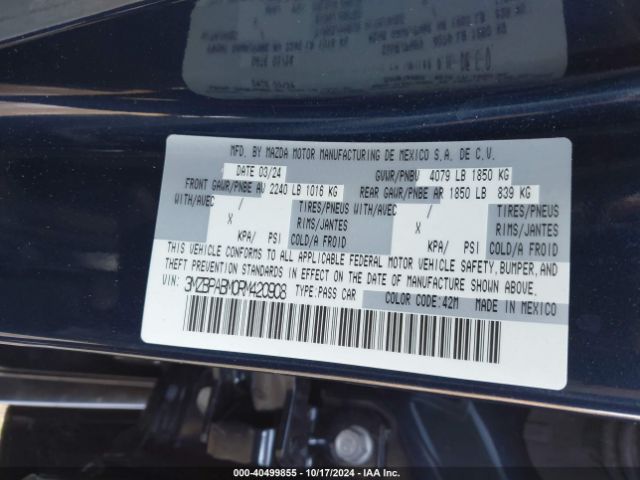 MFD. BY MAZDA MOTOR MANUFACTURING DE MEXICO S.A. DE C.V.
DATE 03/24 GVWR/PNBV 4079 LB 1850 KG
FRONT GAWR/PNBE AV 2240 LB 1016 KG REAR GAWR/PNBE AR 1850 LB 839 KG
WITH/AVEC / TIRES/PNEUS WITH/AVEC / TIRES/PNEUS
X RIMS/JANTES X RIMS/JANTES
KPA/ PSI COLD/A FROID KPA/ PSI COLD/A FROID
THIS VEHICLE CONFORMS TO ALL APPLICABLE FEDERAL MOTOR VEHICLE SAFETY, BUMPER, AND
THEFT PREVENTION STANDARDS IN EFFECT ON THE DATE OF MANUFACTURE SHOWN ABOVE.
VIN: 3MZBPABM0RM420908 TYPE:PASS CAR COLOR CODE:42M MADE IN MEXICO
000-40499855 - 10/17/2024 - IAA Inc.